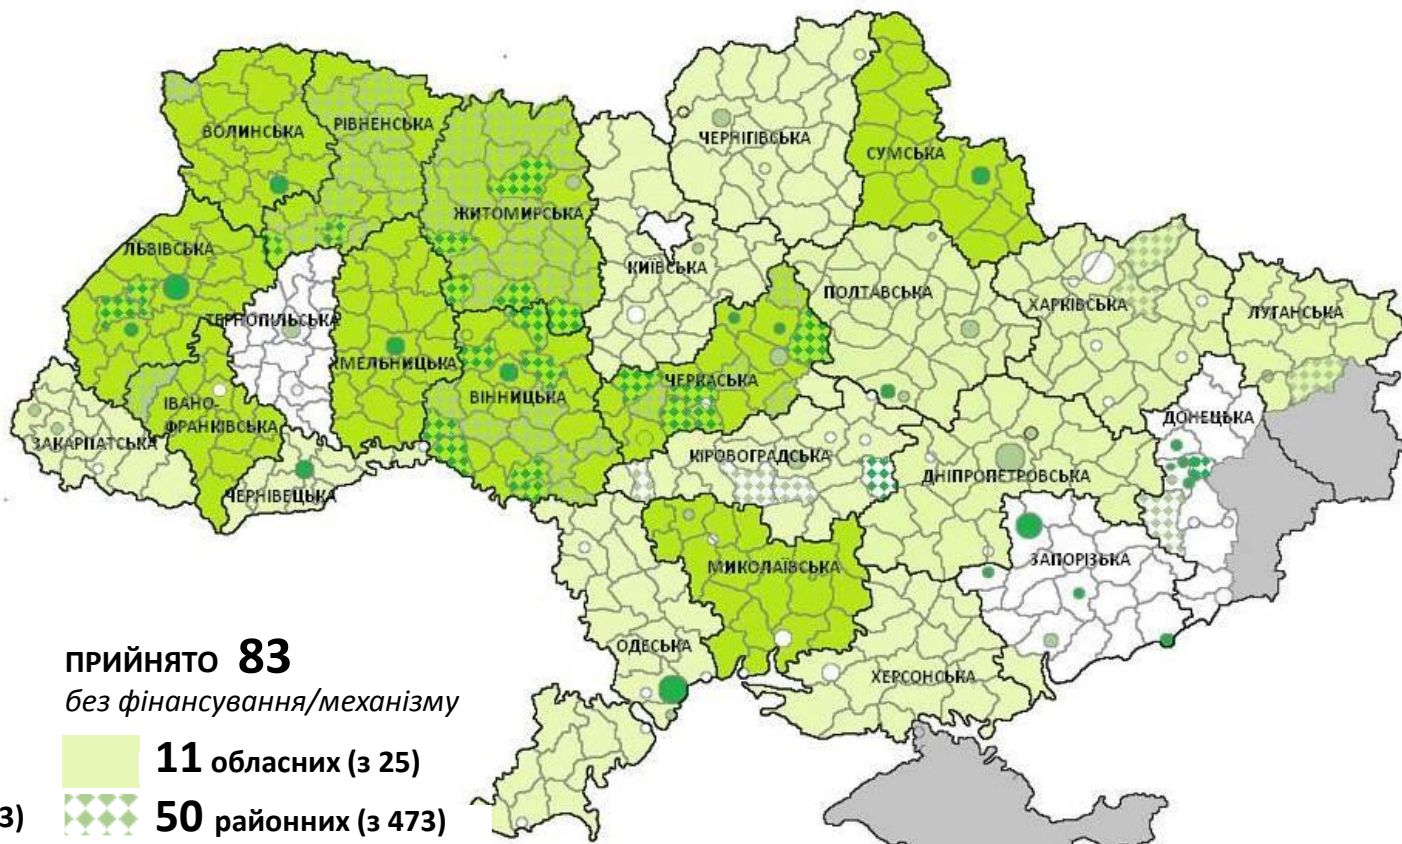 ЧЕРНІГІВСЬКА
ВОЛИНСЬКА
РІВНЕНСЬКА
СУМСЬКА
ЖИТОМИРСЬКА
ЛЬВІВСЬКА
КИЇВСЬКА
ПОЛТАВСЬКА
ХАРКІВСЬКА
ЛУГАНСЬКА
ТЕРНОПІЛЬСЬКА
ХМЕЛЬНИЦЬКА
ЧЕРКАСЬКА
ВІННИЦЬКА
ІВАНО-
ФРАНКІВСЬКА
ДОНЕЦЬКА
ЗАКАРПАТСЬКА
КІРОВОГРАДСЬКА
ДНІПРОПЕТРОВСЬКА
ЧЕРНІВЕЦЬКА
ЗАПОРІЗЬКА
МИКОЛАЇВСЬКА
ОДЕСЬКА
ХЕРСОНСЬКА
ПРИЙНЯТО 83
без фінансування/механізму
11 обласних (з 25)
3) 50 районних (з 473)